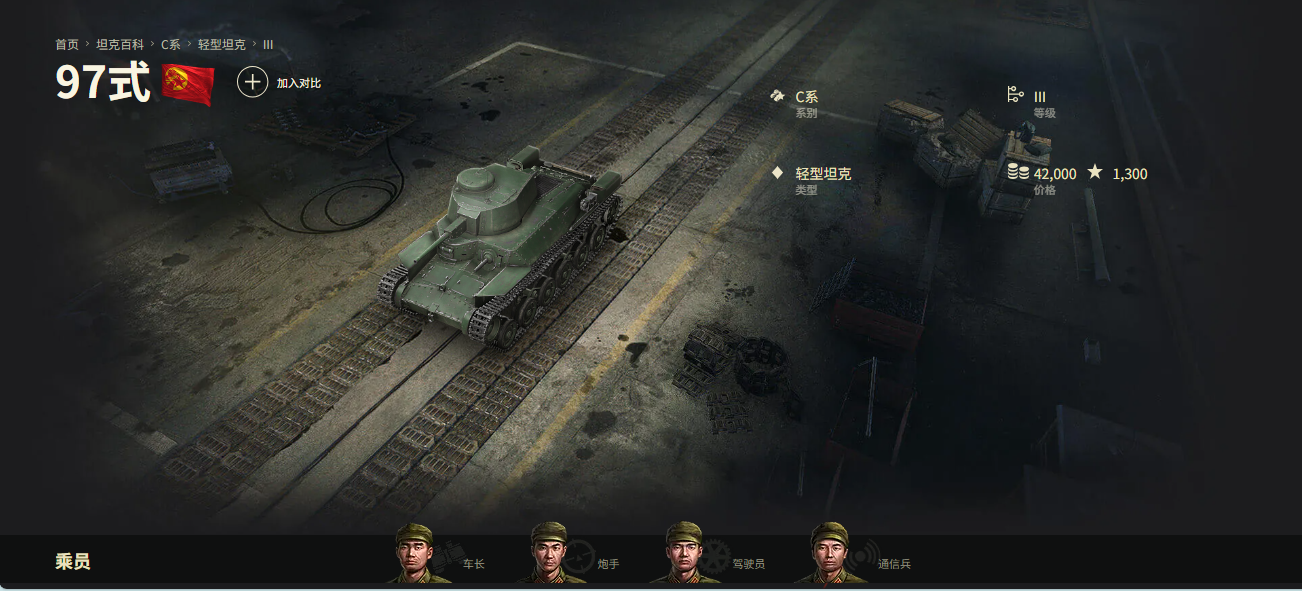 首页 › 坦克百科 › C系 › 轻型坦克 › III
97式
加入对比
C系
系别
III
等级
轻型坦克
类型
42,000 1,300
价格
乘员
车长
炮手
驾驶员
通信兵